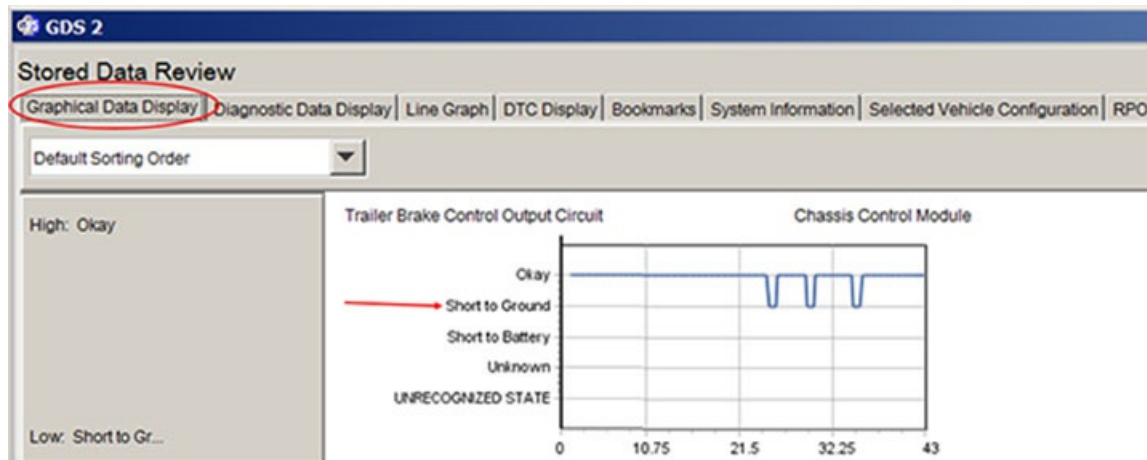 GDS 2
Stored Data Review
Graphical Data Display Diagnostic Data Display Line Graph DTC Display Bookmarks System Information Selected Vehicle Configuration RPO
Default Sorting Order
High: Okay
Low: Short to Gr...
Trailer Brake Control Output Circuit Chassis Control Module
Okay
Short to Ground
Short to Battery
Unknown
UNRECOGNIZED STATE
0 10.75 21.5 32.25 43